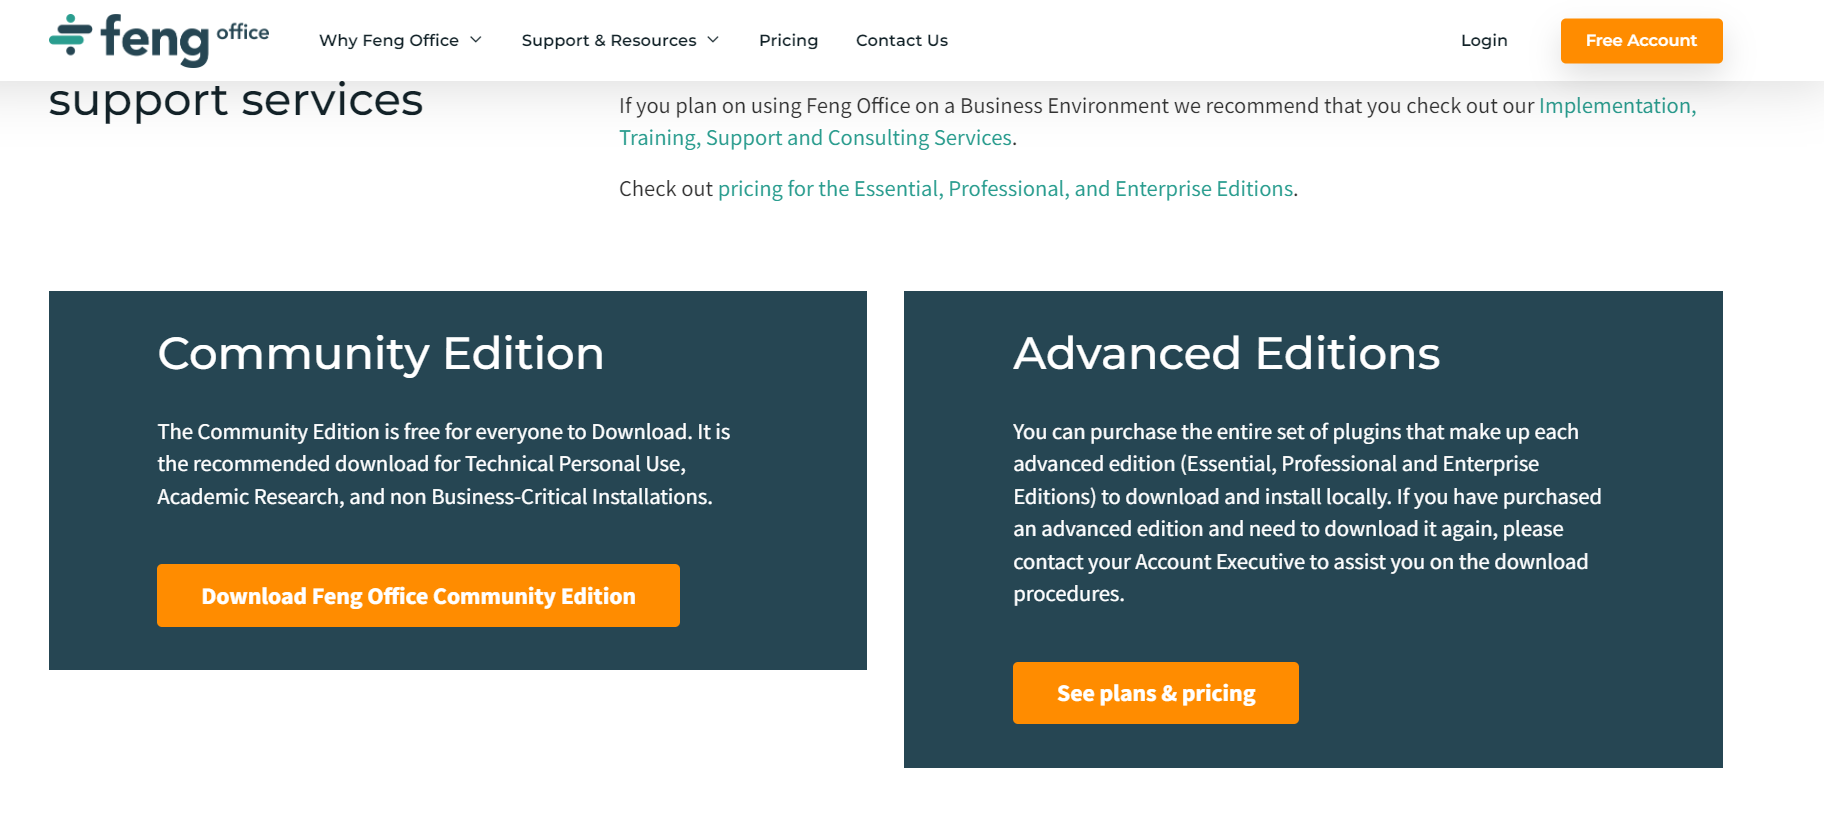 feng office
Why Feng Office
Support & Resources
Pricing
Contact Us
Login
Free Account
support services
If you plan on using Feng Office on a Business Environment we recommend that you check out our Implementation,
Training, Support and Consulting Services.
Check out pricing for the Essential, Professional, and Enterprise Editions.
Community Edition
The Community Edition is free for everyone to Download. It is
the recommended download for Technical Personal Use,
Academic Research, and non Business-Critical Installations.
Download Feng Office Community Edition
Advanced Editions
You can purchase the entire set of plugins that make up each
advanced edition (Essential, Professional and Enterprise
Editions) to download and install locally. If you have purchased
an advanced edition and need to download it again, please
contact your Account Executive to assist you on the download
procedures.
See plans & pricing